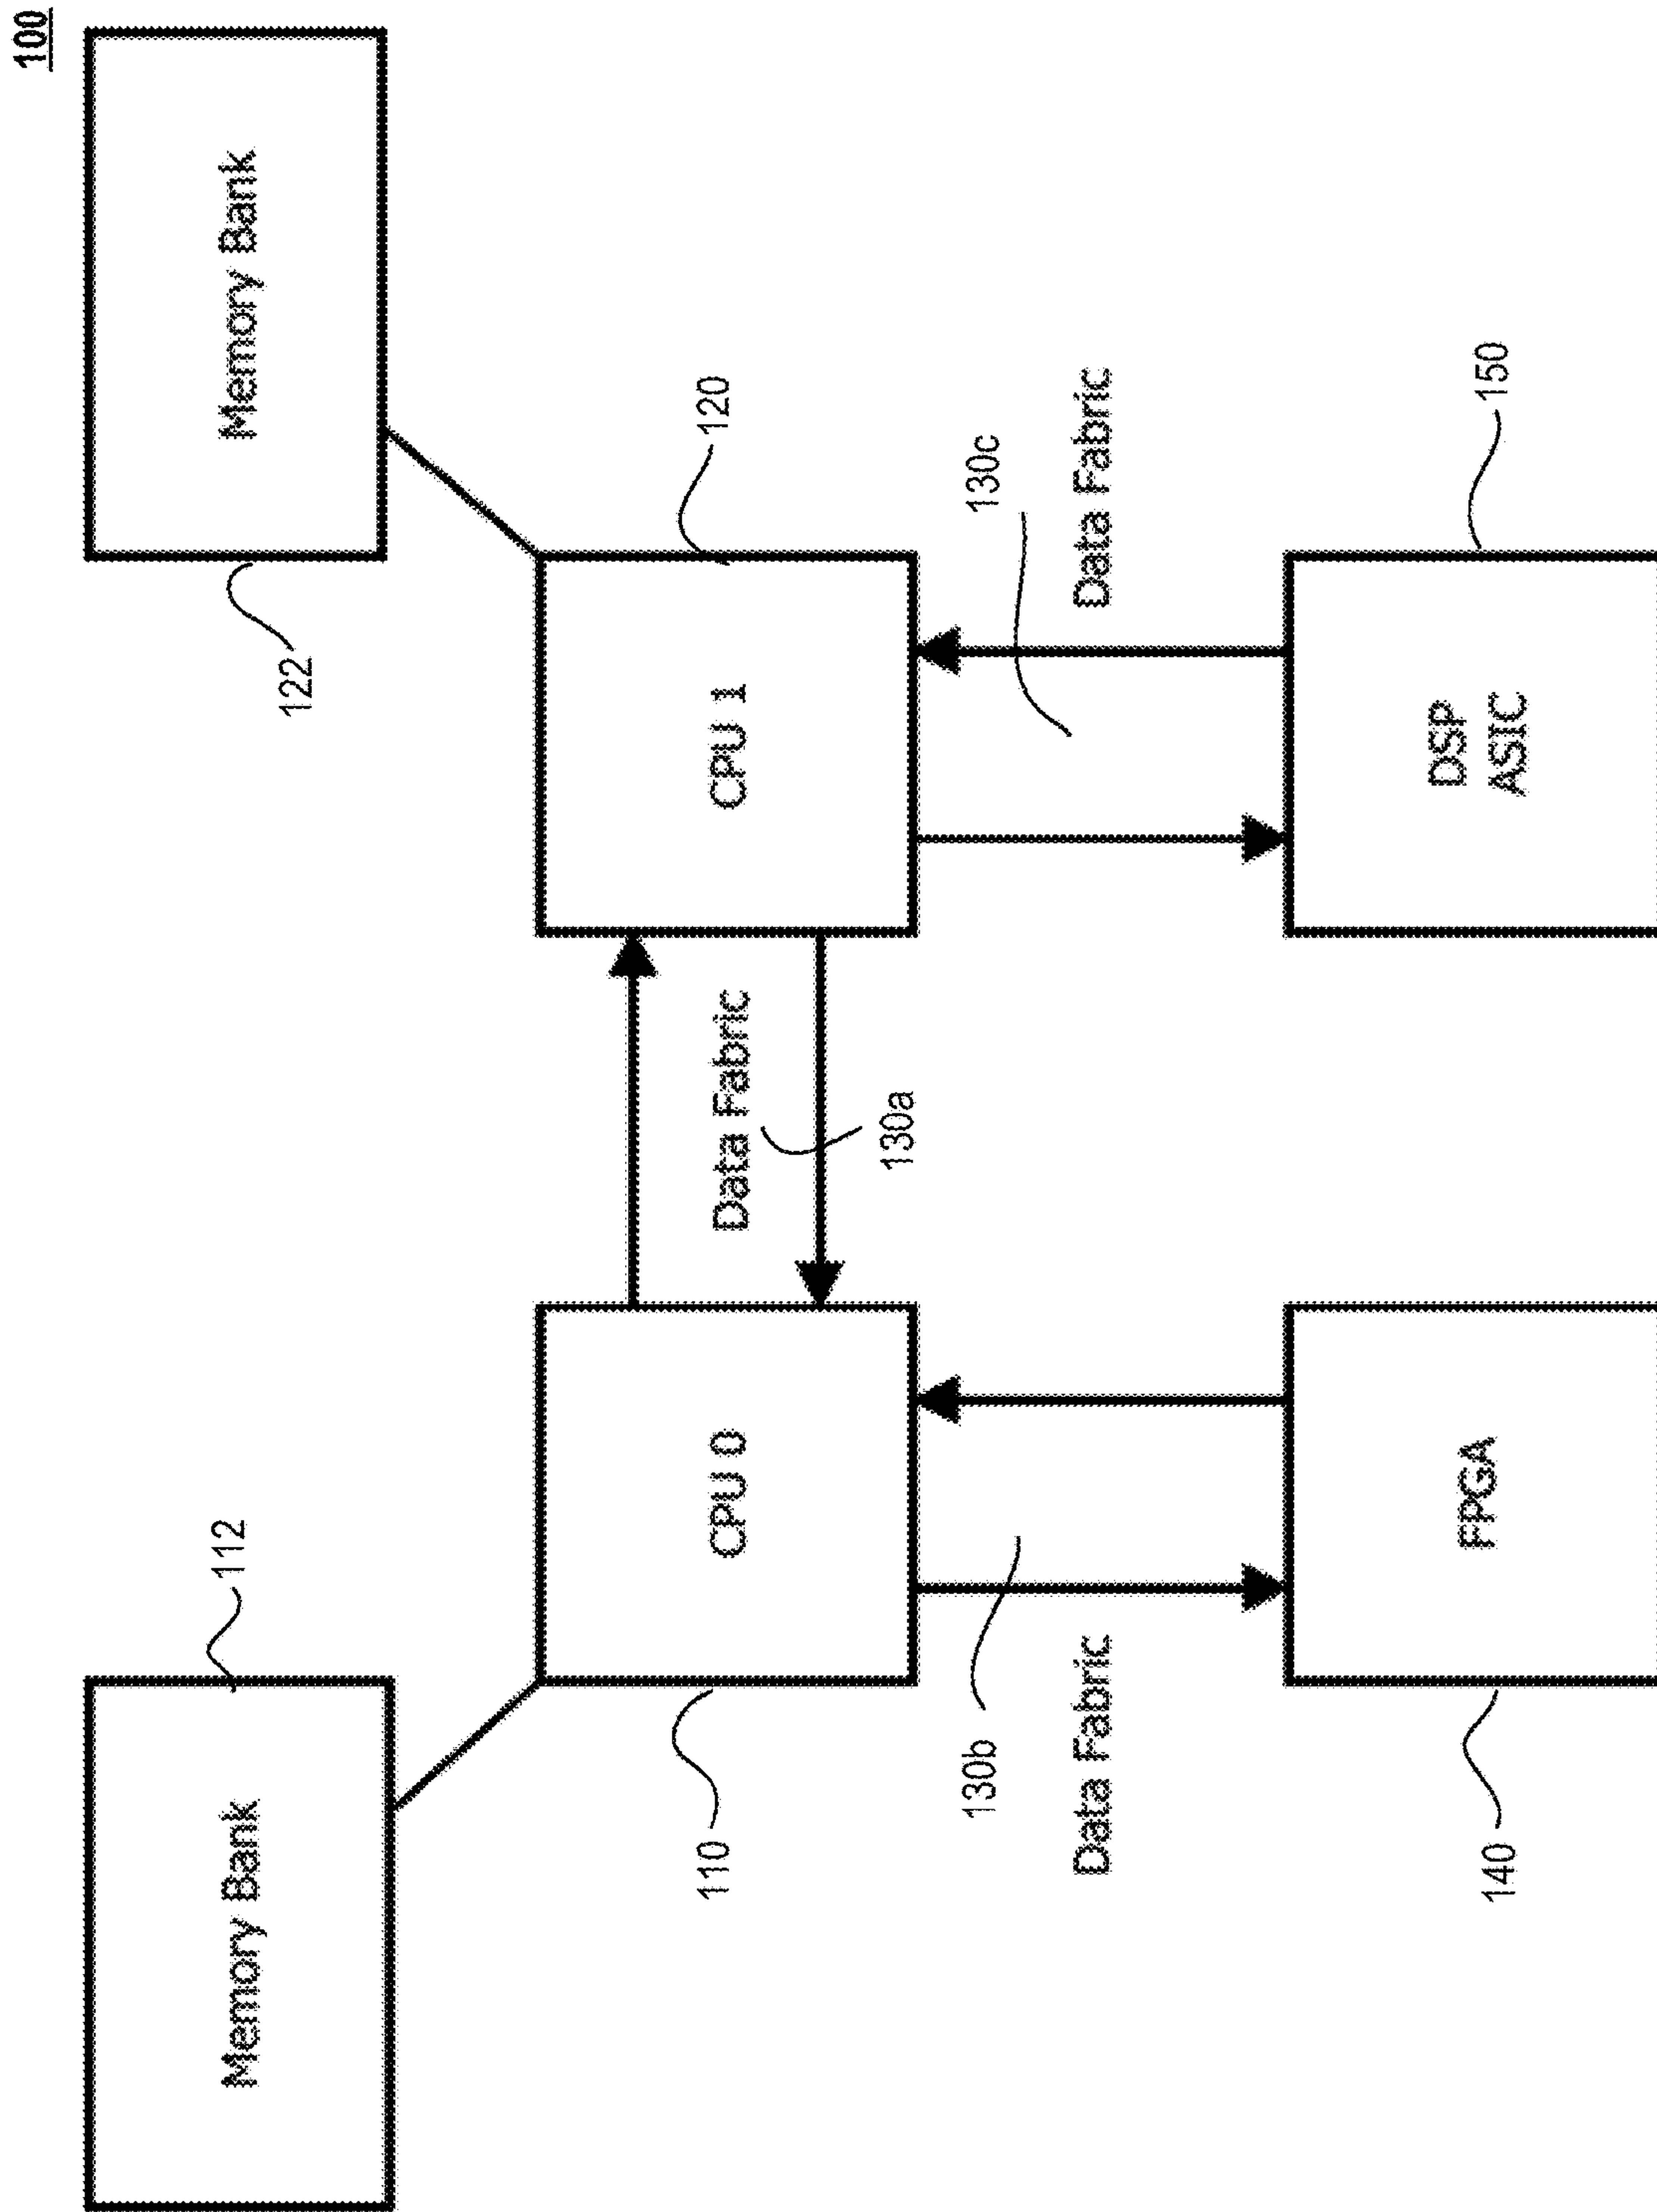 100
Memory Bank
112
Memory Bank
122
110
CPU 0
Data Fabric
130a
CPU 1
120
130b
Data Fabric
130c
Data Fabric
140
FPGA
DSP
ASIC
150